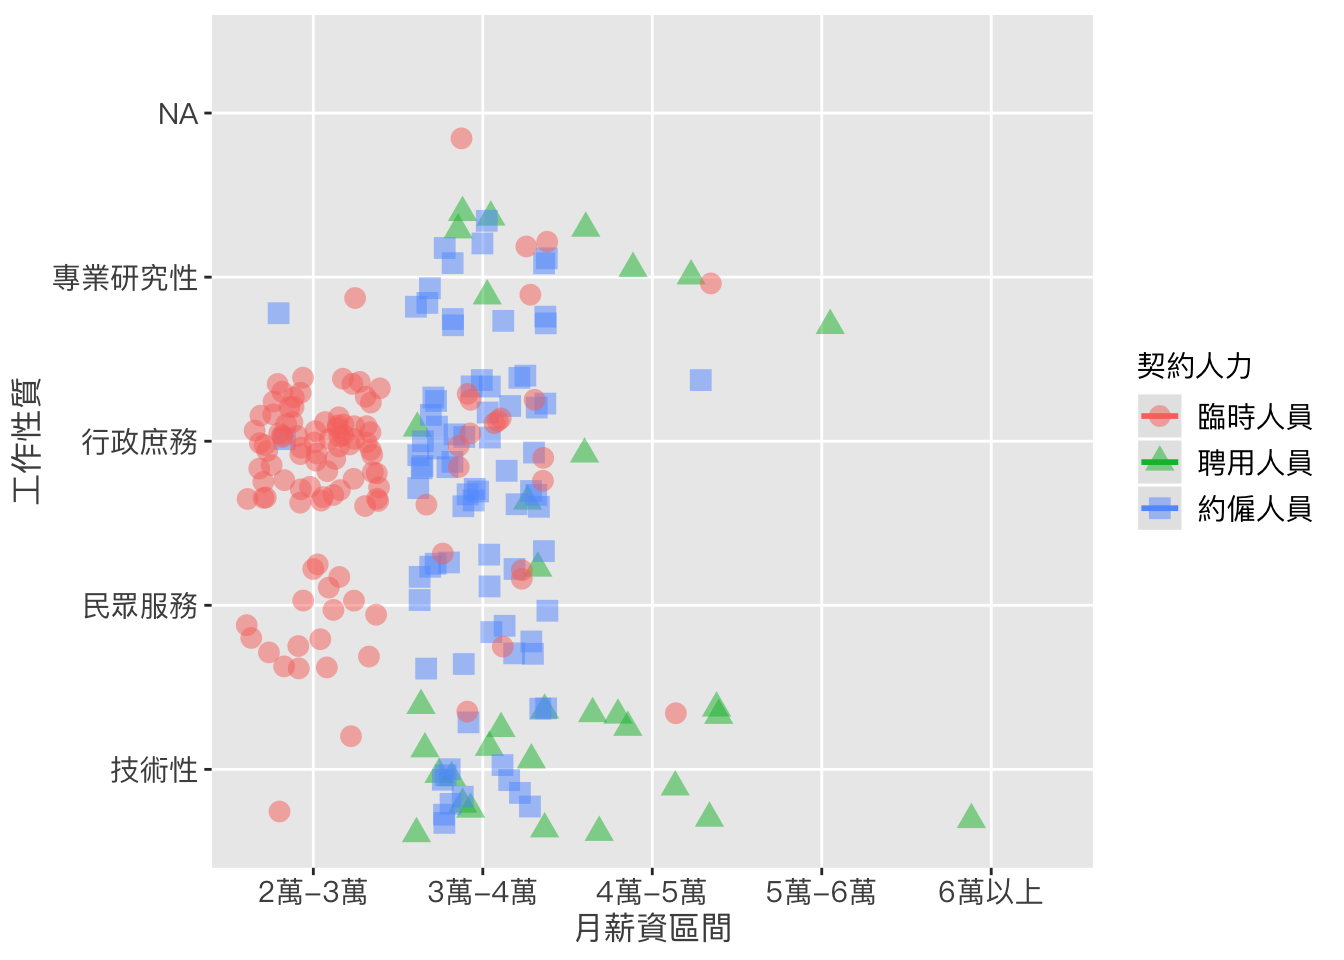 NA
專業研究性
行政庶務
民眾服務
技術性
工作性質
2萬–3萬
3萬–4萬
4萬–5萬
5萬–6萬
6萬以上
月薪資區間
契約人力
臨時人員
聘用人員
約僱人員